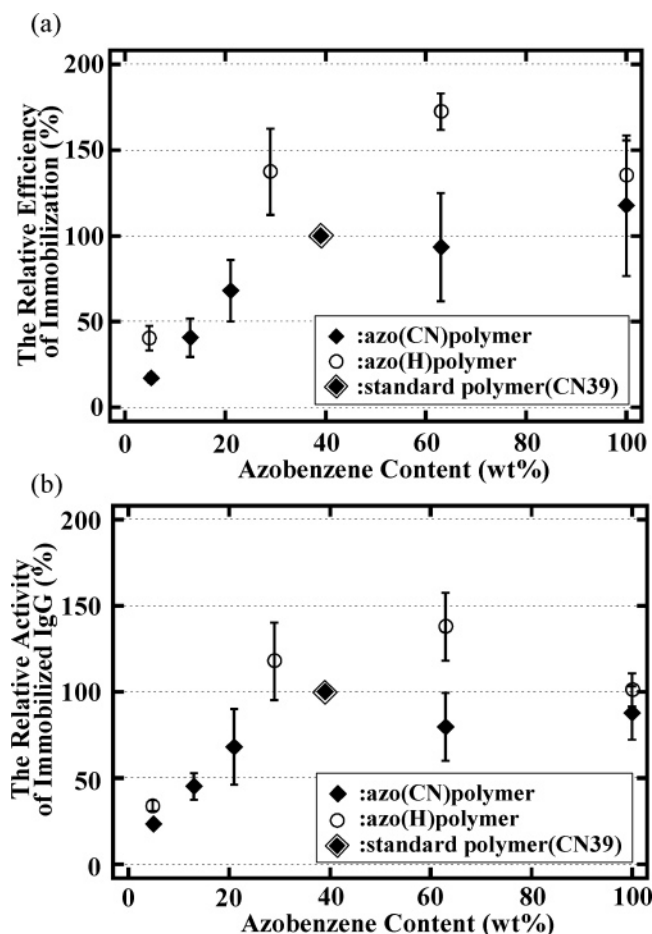 (a)
The Relative Efficiency
of Immobilization (%)
200
150
100
50
0
0 20 40 60 80 100
Azobenzene Content (wt%)
:azo(CN)polymer
:azo(H)polymer
:standard polymer(CN39)
(b)
The Relative Activity
of Immobilized IgG (%)
200
150
100
50
0
0 20 40 60 80 100
Azobenzene Content (wt%)
:azo(CN)polymer
:azo(H)polymer
:standard polymer(CN39)